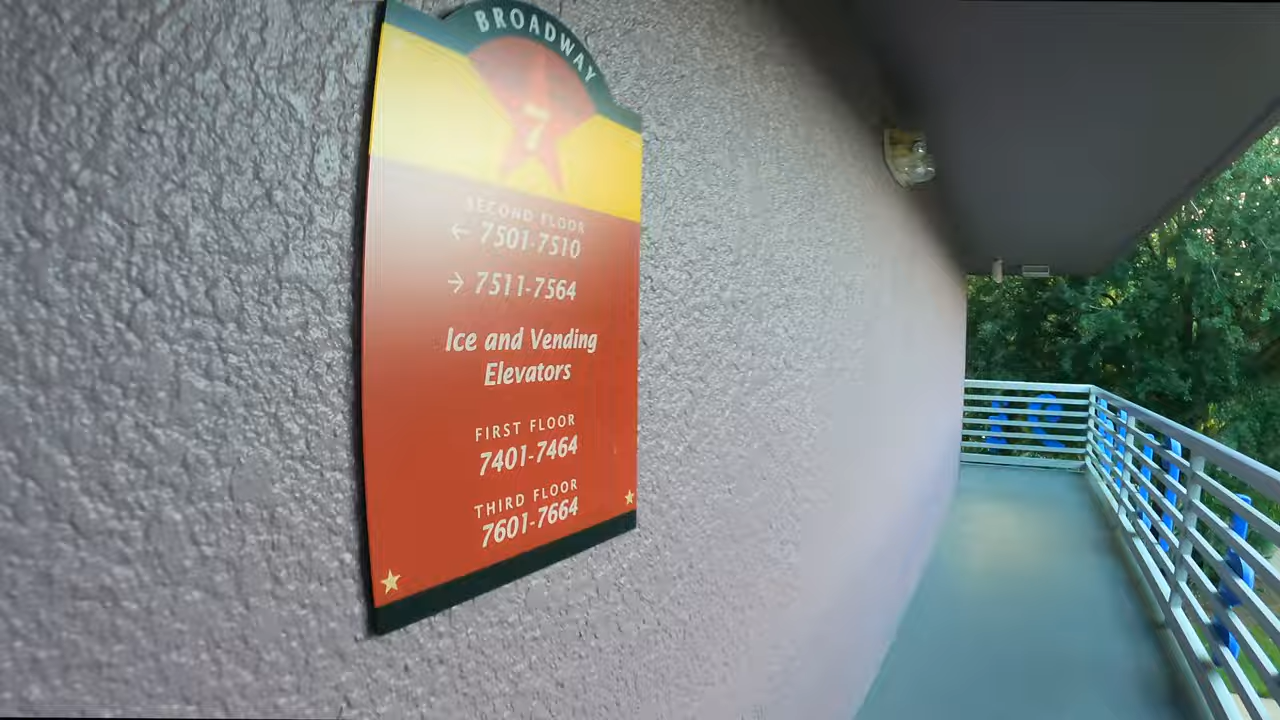 BROADWAY
7
SECOND FLOOR
← 7501-7510
→ 7511-7564
Ice and Vending
Elevators
FIRST FLOOR
7401-7464
THIRD FLOOR
7601-7664